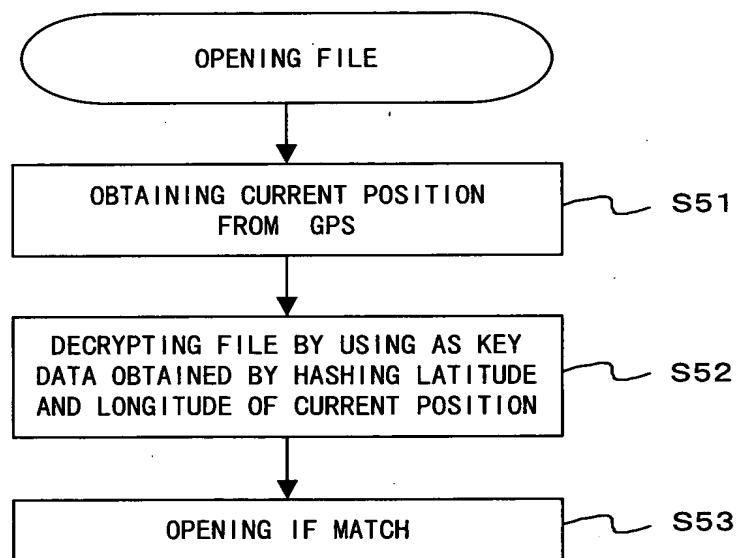 OPENING FILE
OBTAINING CURRENT POSITION
FROM GPS
S51
DECRYPTING FILE BY USING AS KEY
DATA OBTAINED BY HASHING LATITUDE
AND LONGITUDE OF CURRENT POSITION
S52
OPENING IF MATCH
S53